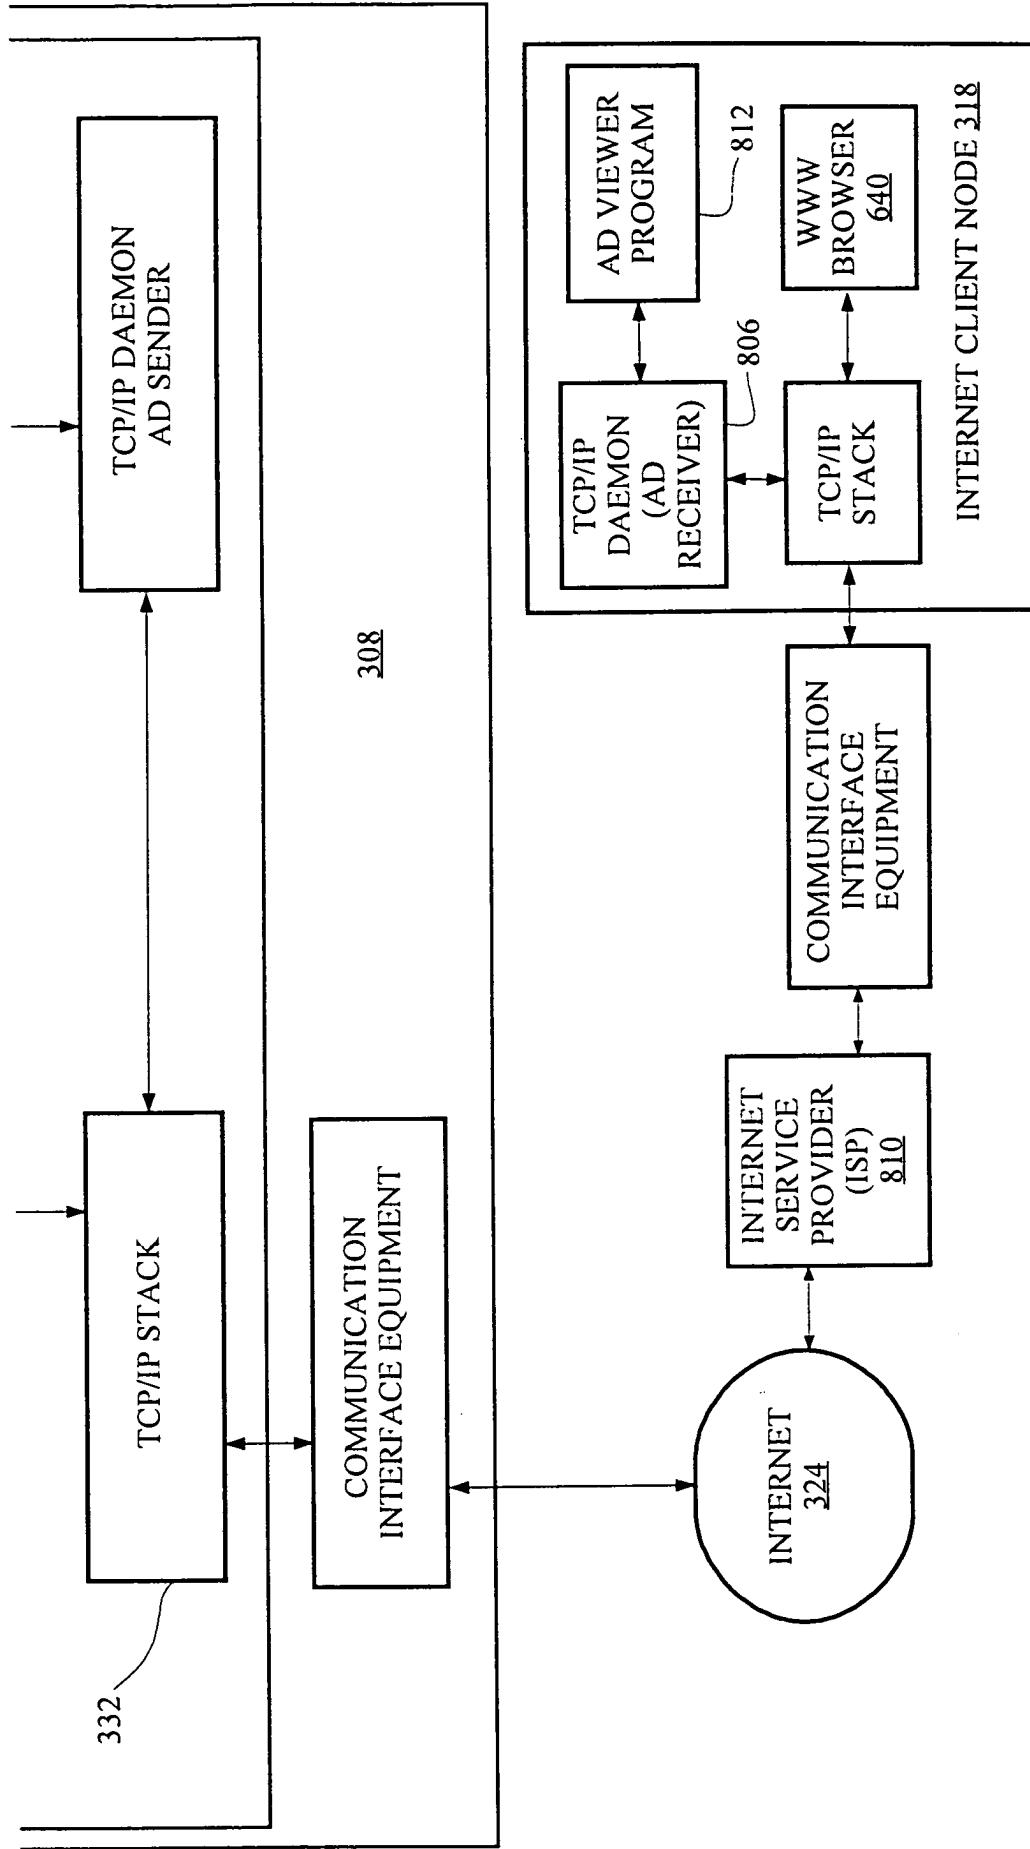 TCP/IP STACK
332
TCP/IP DAEMON
AD SENDER
COMMUNICATION
INTERFACE EQUIPMENT
308
INTERNET
324
INTERNET
SERVICE
PROVIDER
(ISP)
810
COMMUNICATION
INTERFACE
EQUIPMENT
TCP/IP
DAEMON
(AD
RECEIVER)
806
AD VIEWER
PROGRAM
812
TCP/IP
STACK
WWW
BROWSER
640
INTERNET CLIENT NODE 318